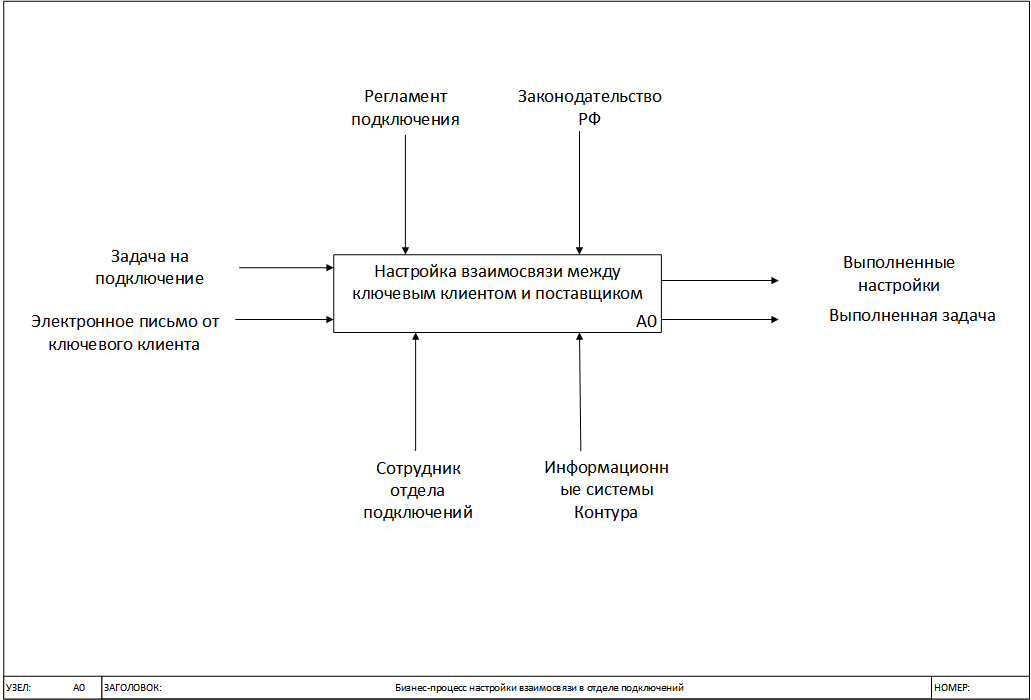 Регламент
подключения
Законодательство
РФ
Задача на
подключение
Электронное письмо от
ключевого клиента
Настройка взаимосвязи между
ключевым клиентом и поставщиком
A0
Выполненные
настройки
Выполненная задача
Сотрудник
отдела
подключений
Информационн
ые системы
Контура
УЗЕЛ: A0 ЗАГОЛОВОК: Бизнес-процесс настройки взаимосвязи в отделе подключений НОМЕР: